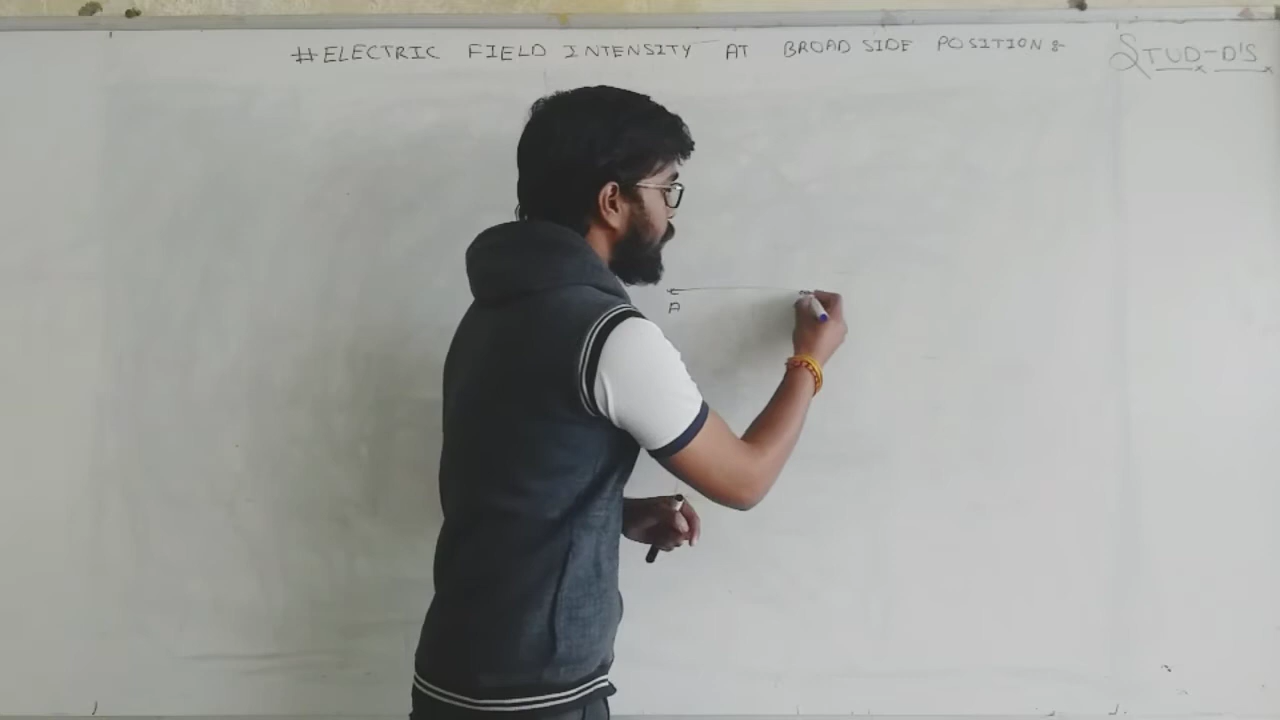 #ELECTRIC FIELD INTENSITY AT BROAD SIDE POSITION :-
STUD-D'S
A